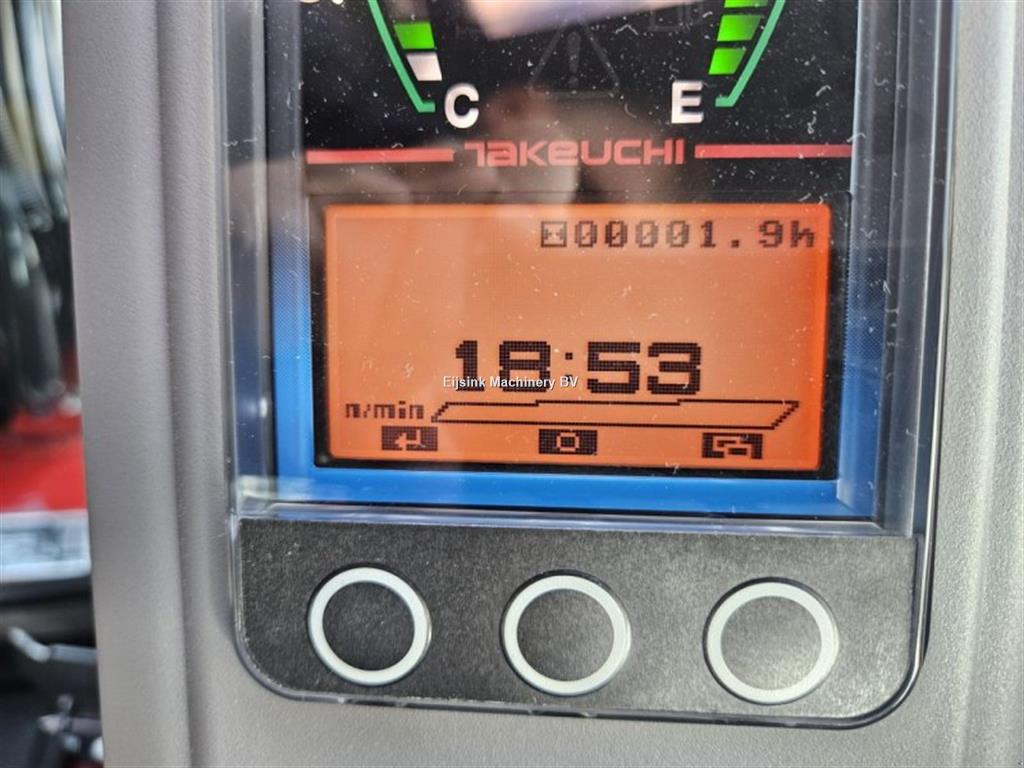 C E
TAKEUCHI
00001.9h
18:53
Eijsink Machinery BV
n/min